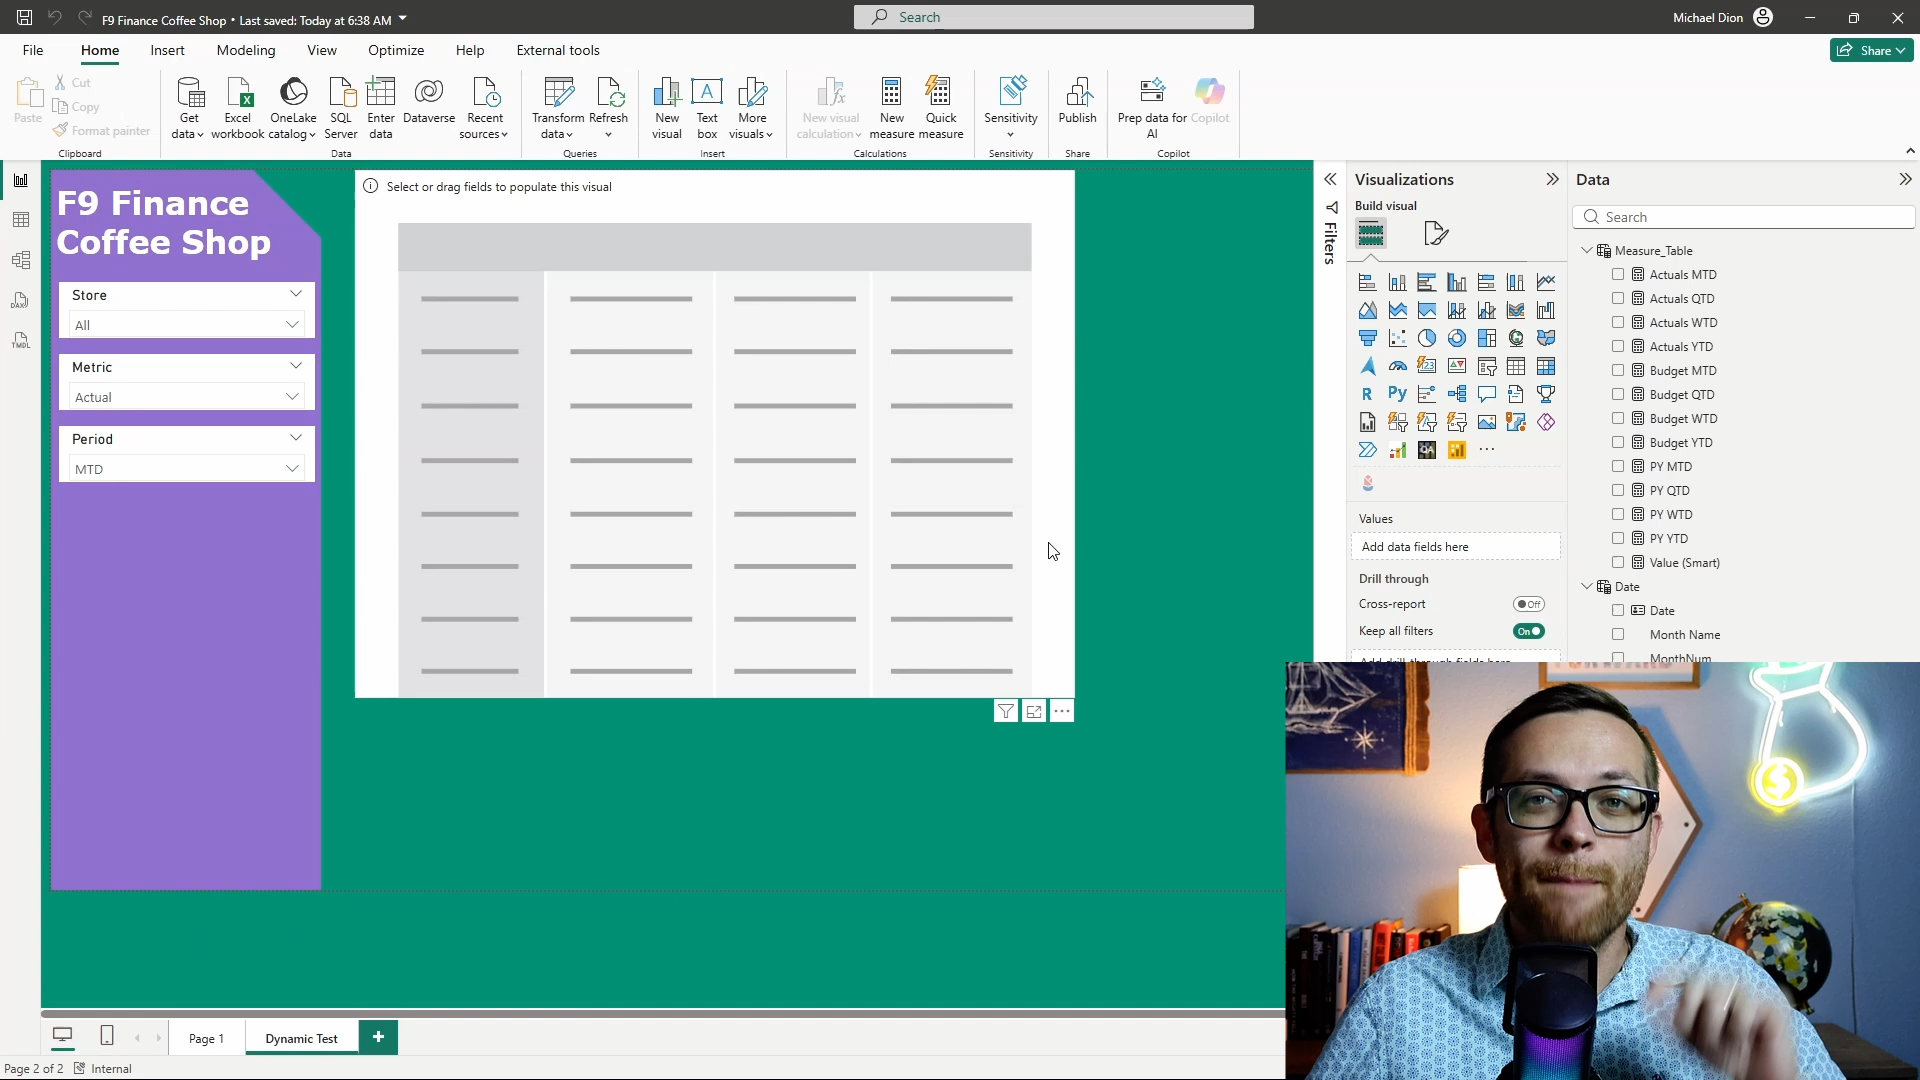 F9 Finance Coffee Shop • Last saved: Today at 6:38 AM
Search
Michael Dion
File
Home
Insert
Modeling
View
Optimize
Help
External tools
Share
Paste
Cut
Copy
Format painter
Clipboard
Get data
Excel workbook
OneLake catalog
SQL Server
Enter data
Dataverse
Recent sources
Data
Transform data
Refresh
Queries
New visual
Text box
More visuals
Insert
New visual calculation
New measure
Quick measure
Calculations
Sensitivity
Sensitivity
Publish
Share
Prep data for AI
Copilot
Copilot
F9 Finance
Coffee Shop
Store
All
Metric
Actual
Period
MTD
Select or drag fields to populate this visual
Filters
Visualizations
Build visual
R
Py
123
QA
Values
Add data fields here
Drill through
Cross-report
Off
Keep all filters
On
Data
Search
Measure_Table
Actuals MTD
Actuals QTD
Actuals WTD
Actuals YTD
Budget MTD
Budget QTD
Budget WTD
Budget YTD
PY MTD
PY QTD
PY WTD
PY YTD
Value (Smart)
Date
Date
Month Name
MonthNum
DAX
TMDL
$
Page 1
Dynamic Test
Page 2 of 2
Internal